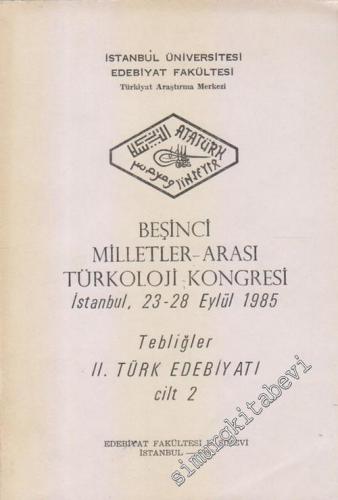 İSTANBUL ÜNİVERSİTESİ
EDEBİYAT FAKÜLTESİ
Türkiyat Araştırma Merkezi
ATATÜRK
BEŞİNCİ
MİLLETLER-ARASI
TÜRKOLOJİ KONGRESİ
İstanbul, 23-28 Eylül 1985
Tebliğler
II. TÜRK EDEBİYATI
cilt 2
EDEBİYAT FAKÜLTESİ
İSTANBUL —
simurgkitabevi